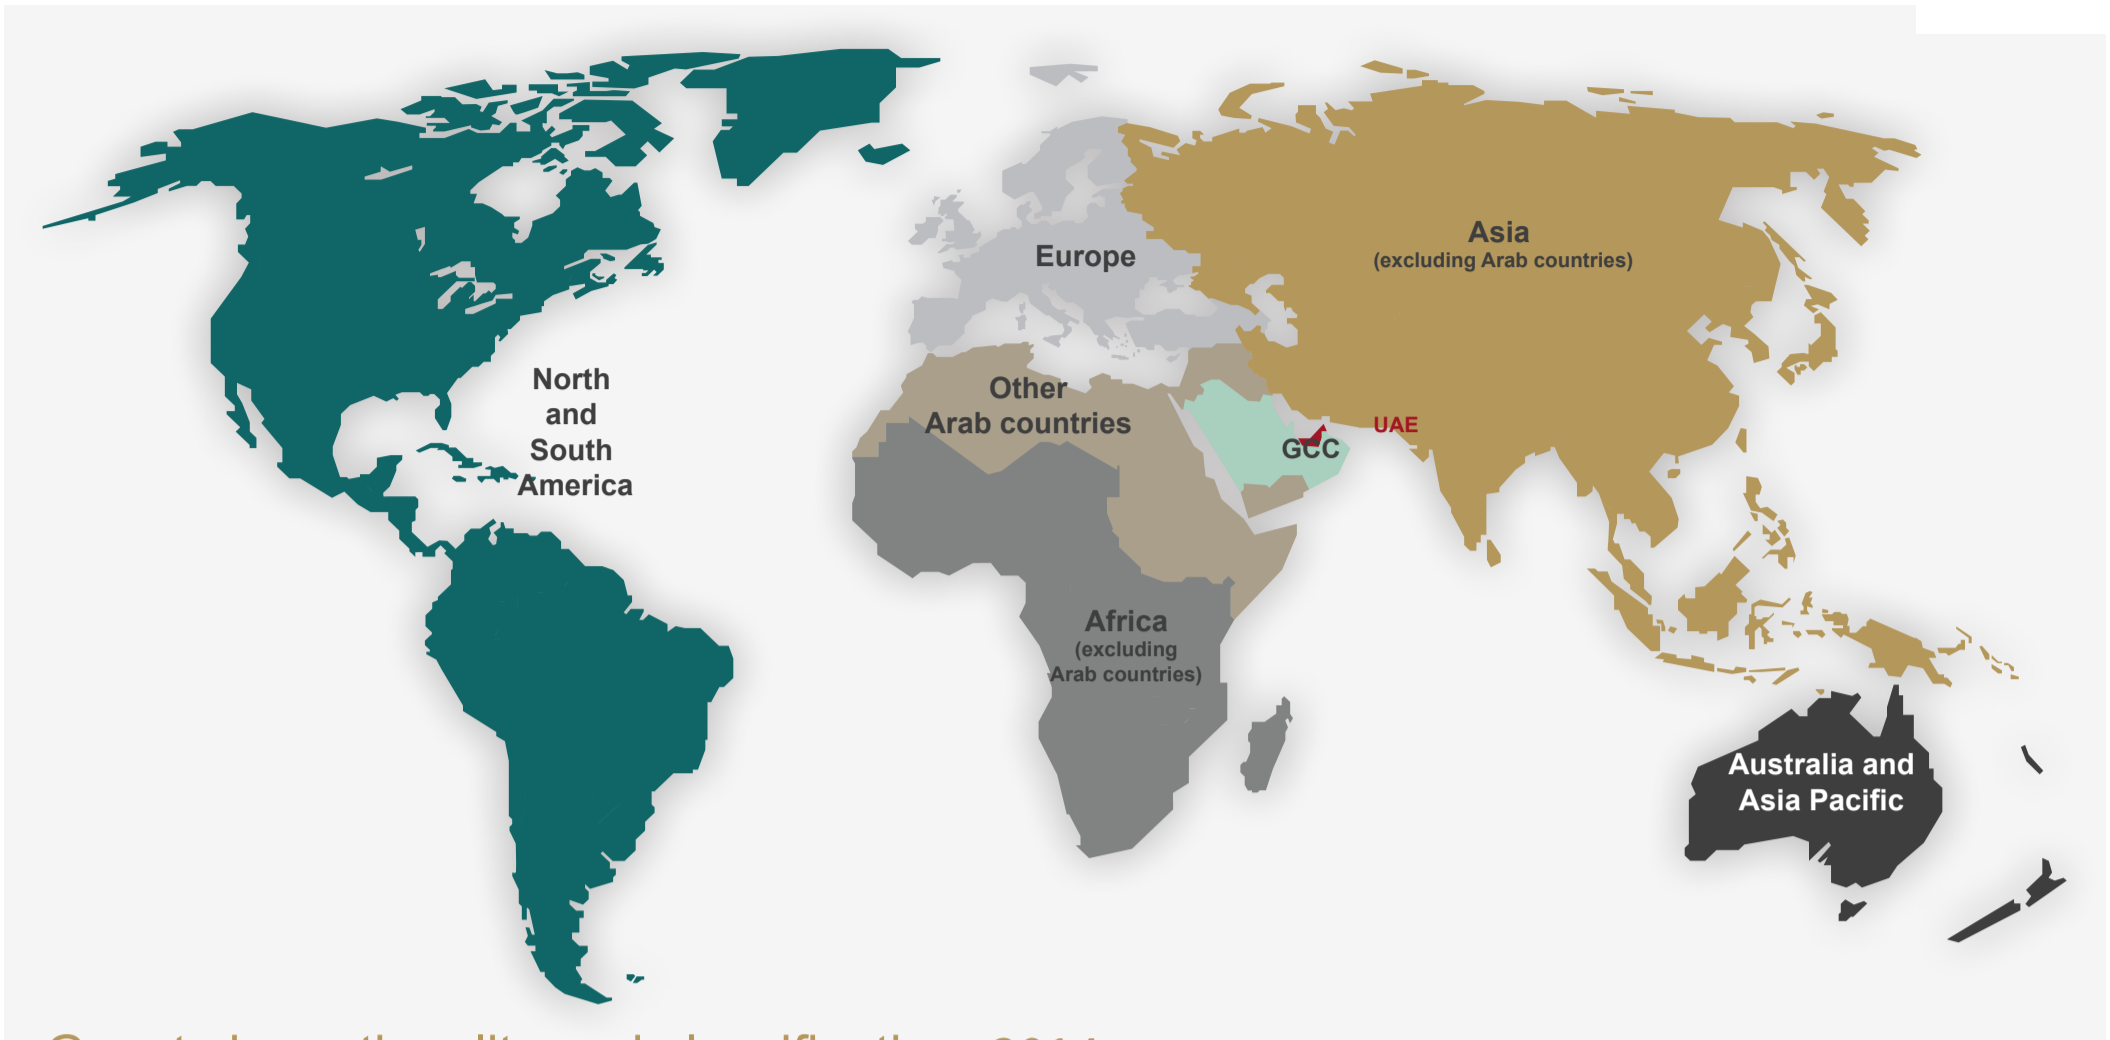 Europe
Asia
(excluding Arab countries)
North
and
South
America
Other
Arab countries
UAE
GCC
Africa
(excluding
Arab countries)
Australia and
Asia Pacific